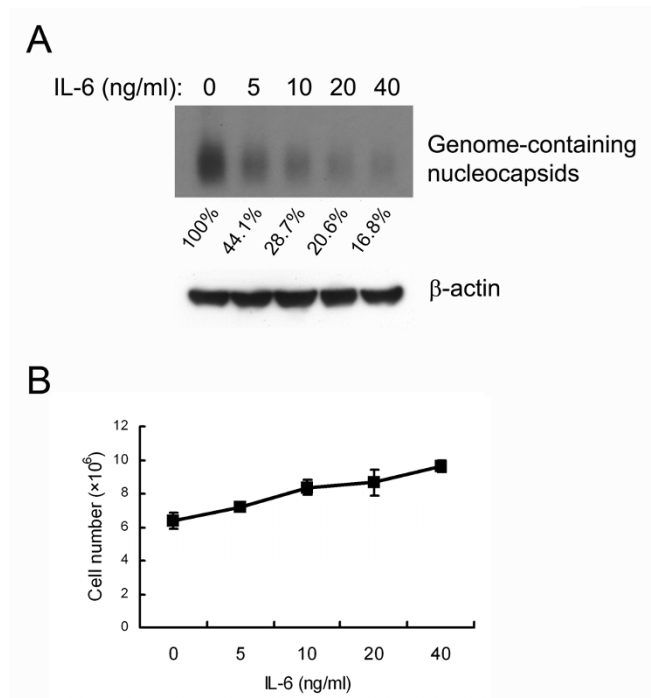 A
IL-6 (ng/ml): 0 5 10 20 40
Genome-containing
nucleocapsids
100% 44.1% 28.7% 20.6% 16.8%
β-actin
B
12
10
8
6
4
2
0
Cell number (×10⁶)
0 5 10 20 40
IL-6 (ng/ml)